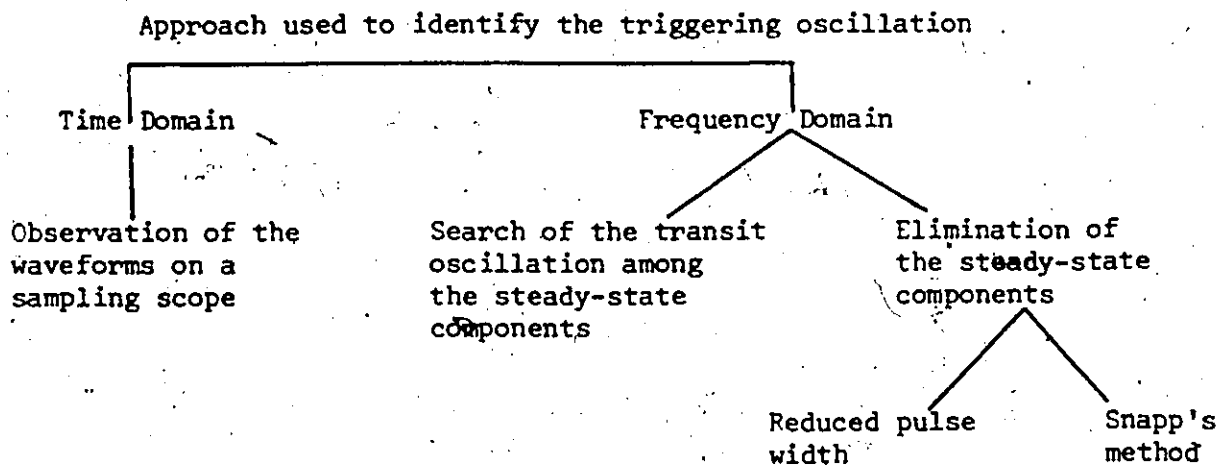 Approach used to identify the triggering oscillation
Time Domain
Frequency Domain
Observation of the
waveforms on a
sampling scope
Search of the transit
oscillation among
the steady-state
components
Elimination of
the steady-state
components
Reduced pulse
width
Snapp's
method